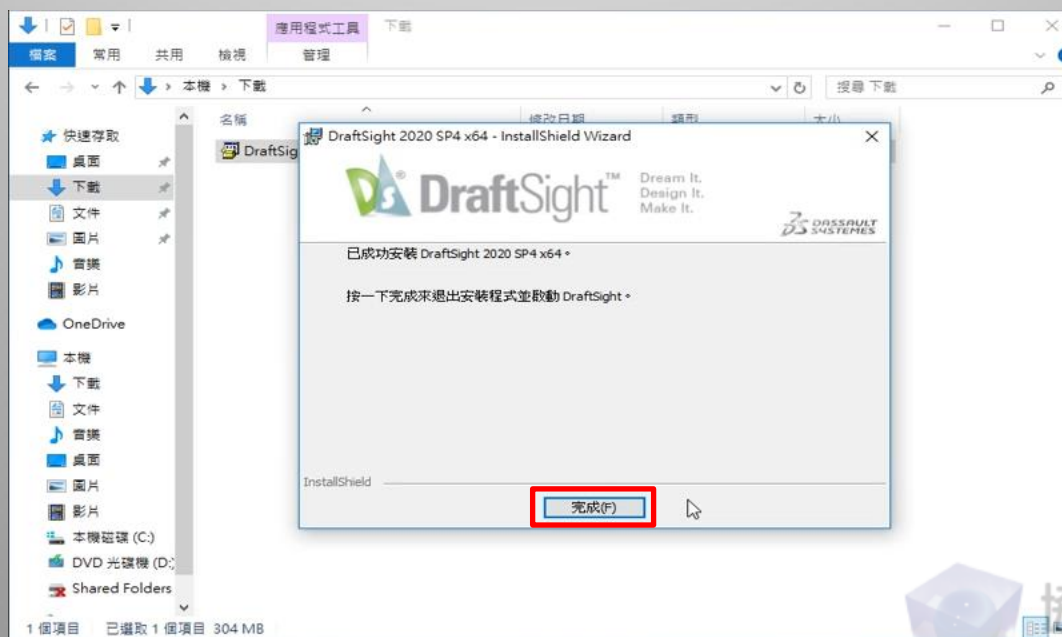 應用程式工具 下載
檔案 常用 共用 檢視 管理
本機 › 下載 搜尋 下載
名稱 修改日期 類型 大小
快速存取
桌面
下載
文件
圖片
音樂
影片
OneDrive
本機
下載
文件
音樂
桌面
圖片
影片
本機磁碟 (C:)
DVD 光碟機 (D:)
Shared Folders
DraftSig
DraftSight 2020 SP4 x64 - InstallShield Wizard
DS® DraftSight™
Dream It.
Design It.
Make It.
DASSAULT
SYSTEMES
已成功安裝 DraftSight 2020 SP4 x64。
按一下完成來退出安裝程式並啟動 DraftSight。
InstallShield
完成(F)
1 個項目 已選取 1 個項目 304 MB